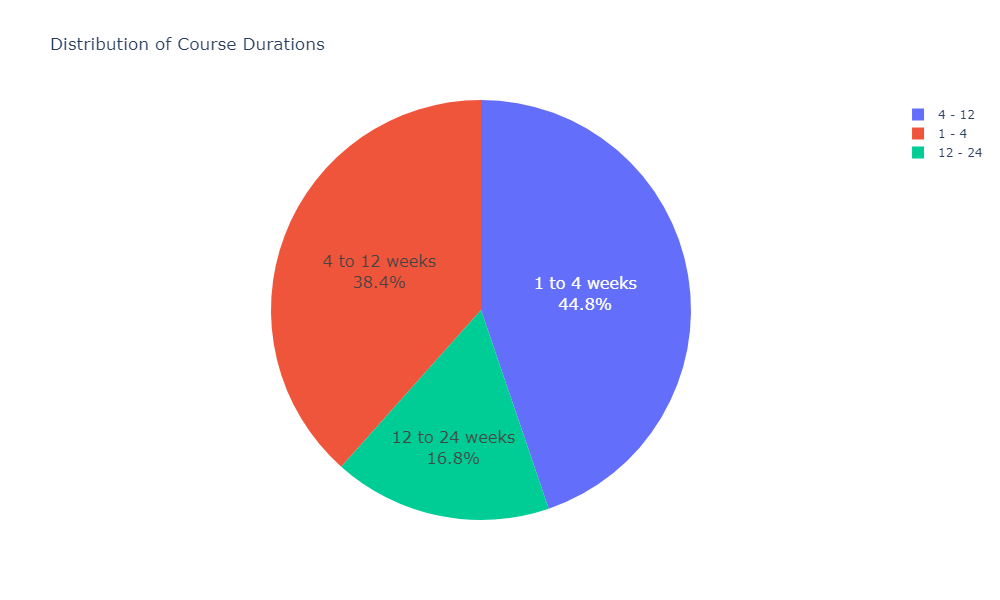 Distribution of Course Durations
4 - 12
1 - 4
12 - 24
4 to 12 weeks
38.4%
1 to 4 weeks
44.8%
12 to 24 weeks
16.8%